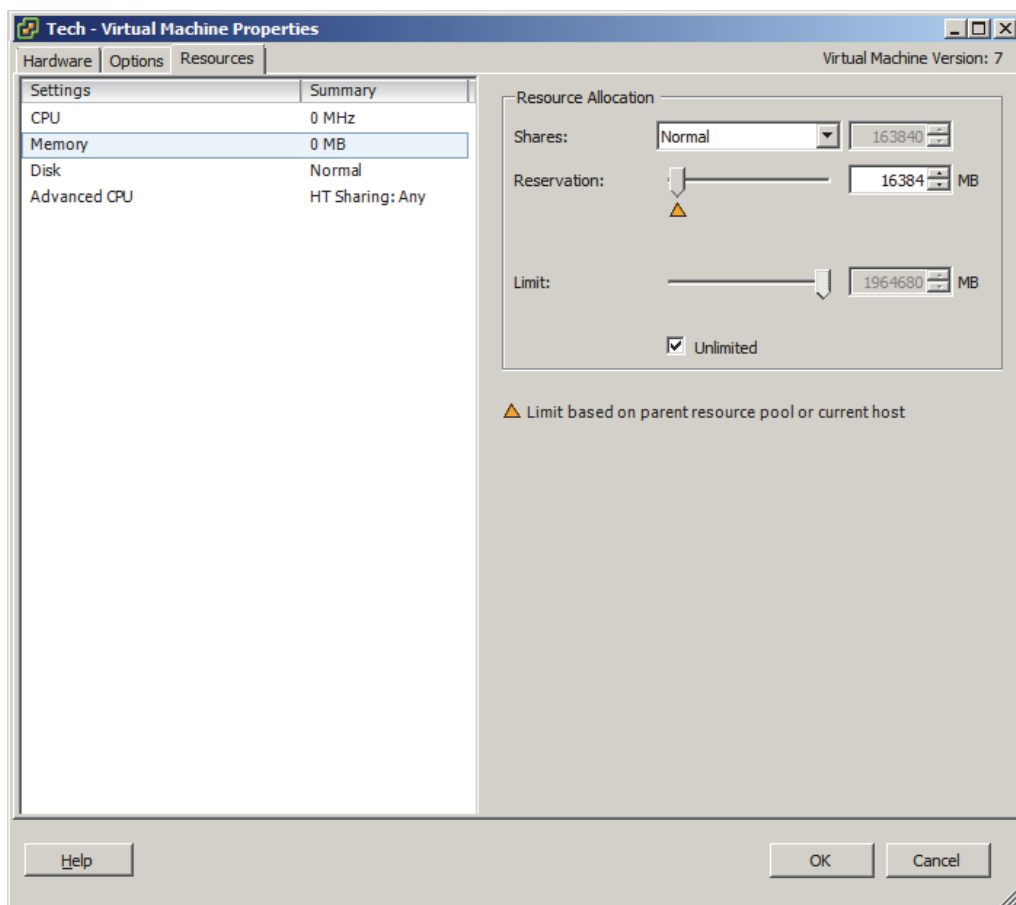 Tech - Virtual Machine Properties
Hardware Options Resources Virtual Machine Version: 7
Settings Summary
CPU 0 MHz
Memory 0 MB
Disk Normal
Advanced CPU HT Sharing: Any
Resource Allocation
Shares: Normal 163840
Reservation: 16384 MB
Limit: 1964680 MB
Unlimited
Limit based on parent resource pool or current host
Help OK Cancel